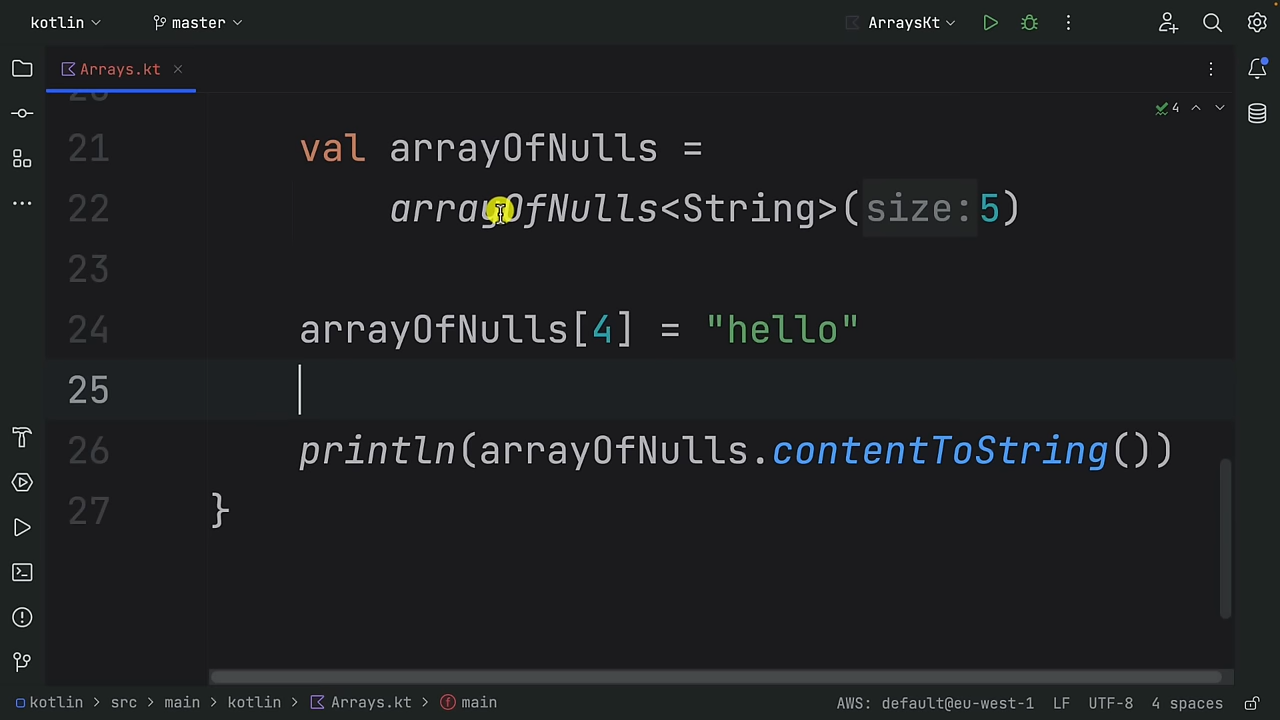 kotlin master ArraysKt
Arrays.kt
20
4
21 val arrayOfNulls =
22 arrayOfNulls<String>(size: 5)
23
24 arrayOfNulls[4] = "hello"
25
26 println(arrayOfNulls.contentToString())
27 }
kotlin > src > main > kotlin > Arrays.kt > main AWS: default@eu-west-1 LF UTF-8 4 spaces